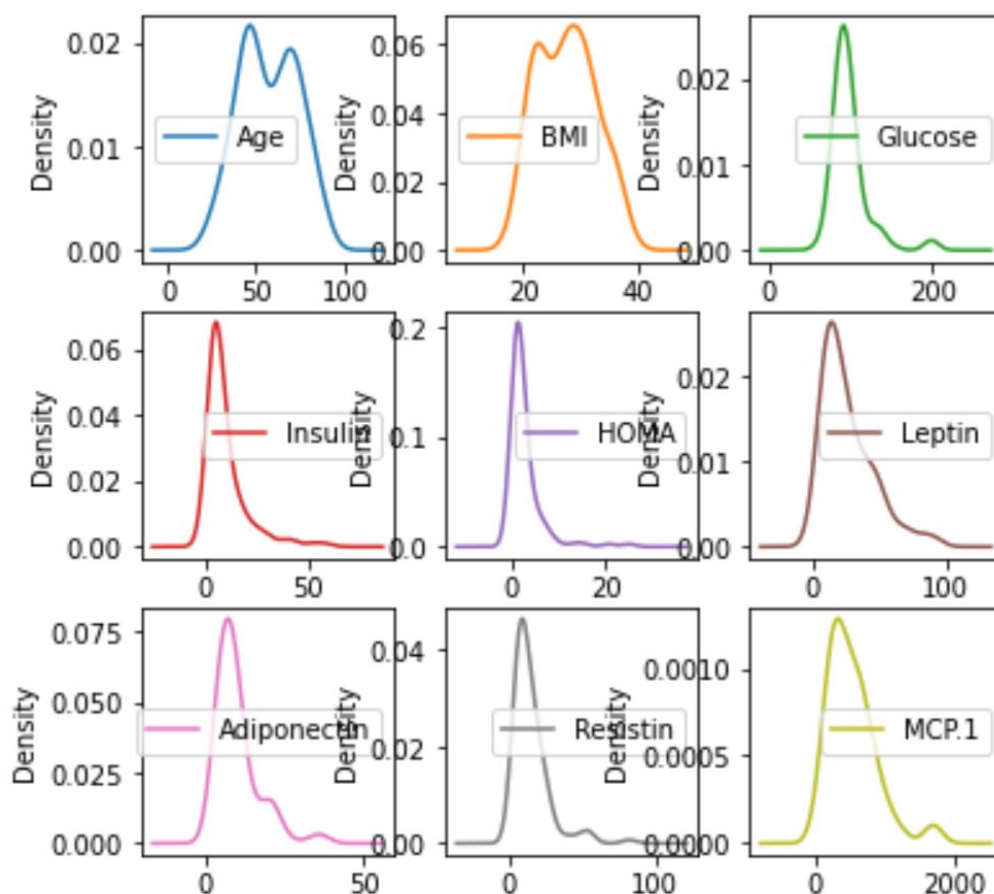 Density
0.02
0.01
0.00
Age
0 50 100
Density
0.06
0.04
0.02
0.00
BMI
20 40
Density
0.02
0.01
0.00
Glucose
0 200
Density
0.06
0.04
0.02
0.00
Insulin
0 50
Density
0.2
0.1
0.0
HOMA
0 20
Density
0.02
0.01
0.00
Leptin
0 100
Density
0.075
0.050
0.025
0.000
Adiponectin
0 50
Density
0.04
0.02
0.00
Resistin
0 100
Density
0.0010
0.0005
0.0000
MCP.1
0 2000